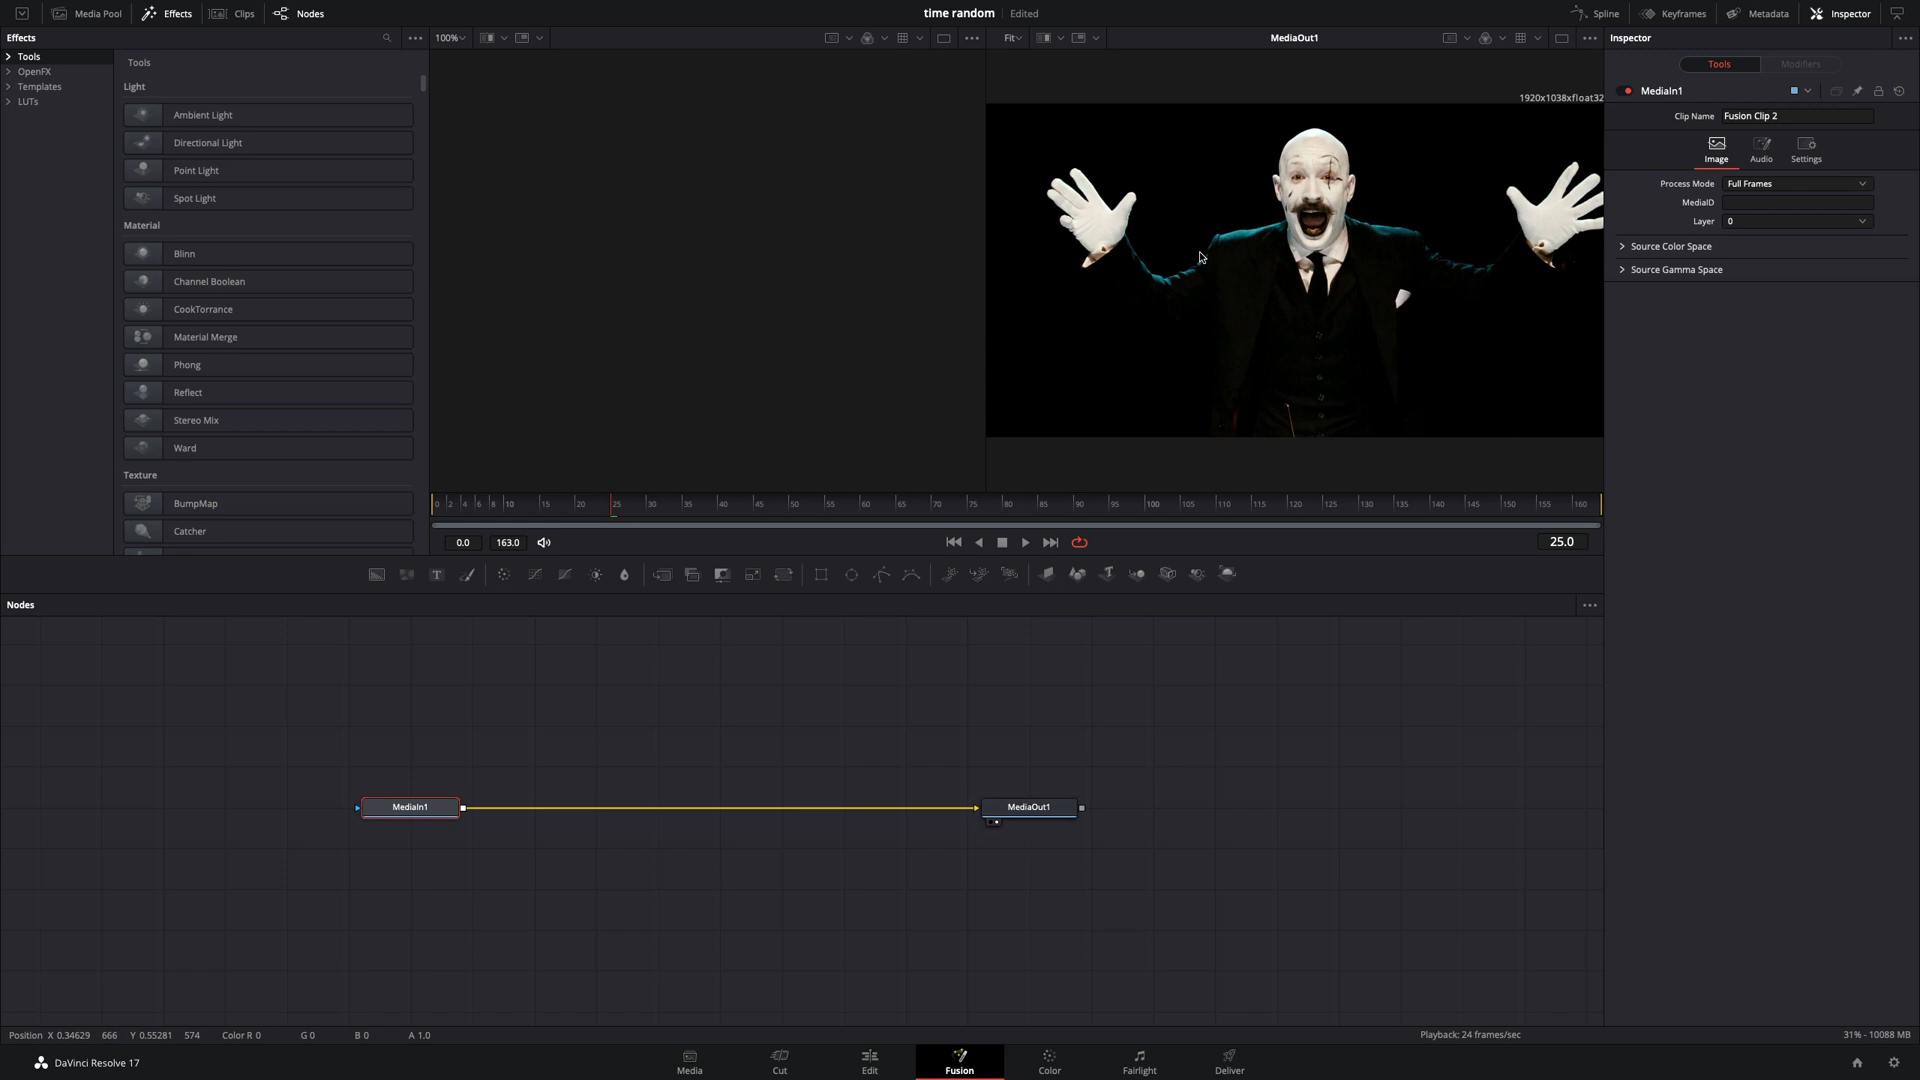 Media Pool Effects Clips Nodes time random Edited Spline Keyframes Metadata Inspector
Effects 100% Fit MediaOut1 Inspector
Tools
OpenFX
Templates
LUTs
Tools
Light
Ambient Light
Directional Light
Point Light
Spot Light
Material
Blinn
Channel Boolean
CookTorrance
Material Merge
Phong
Reflect
Stereo Mix
Ward
Texture
BumpMap
Catcher
1920x1038xfloat32
Tools Modifiers
MediaIn1
Clip Name Fusion Clip 2
Image Audio Settings
Process Mode Full Frames
MediaID
Layer 0
Source Color Space
Source Gamma Space
0 2 4 6 8 10 15 20 25 30 35 40 45 50 55 60 65 70 75 80 85 90 95 100 105 110 115 120 125 130 135 140 145 150 155 160
0.0 163.0 25.0
Nodes
MediaIn1 MediaOut1
Position X 0.34629 666 Y 0.55281 574 Color R 0 G 0 B 0 A 1.0 Playback: 24 frames/sec 31% - 10088 MB
DaVinci Resolve 17 Media Cut Edit Fusion Color Fairlight Deliver